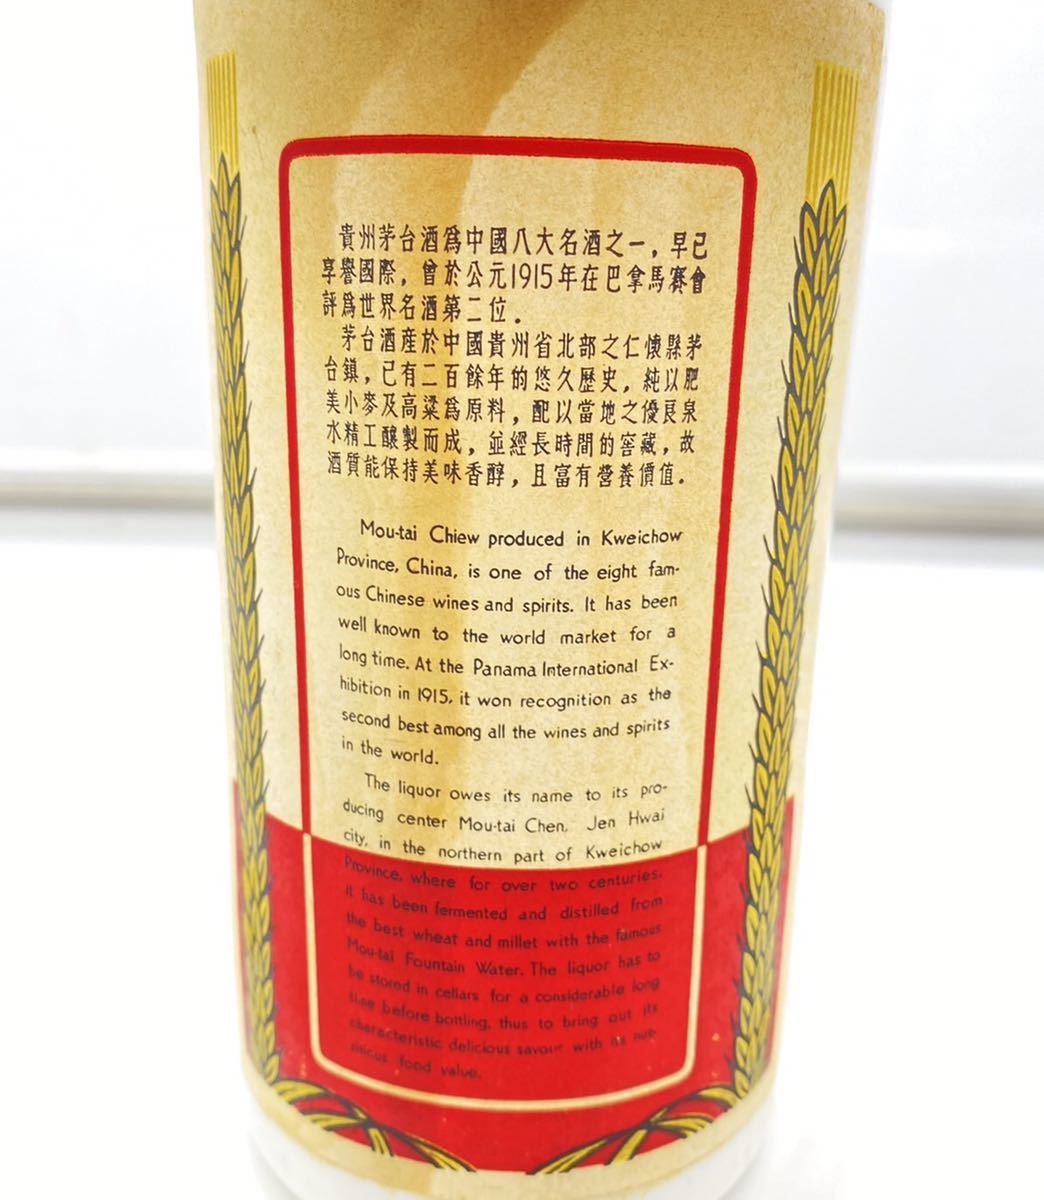 貴州茅台酒爲中國八大名酒之一，早已
享譽國際，曾於公元1915年在巴拿馬賽會
評爲世界名酒第二位．
茅台酒産於中國貴州省北部之仁懷縣茅
台鎮，已有二百餘年的悠久歷史，純以肥
美小麥及高粱爲原料，配以當地之優良泉
水精工釀製而成，並經長時間的窖藏，故
酒質能保持美味香醇，且富有營養價值．
Mou-tai Chiew produced in Kweichow
Province, China, is one of the eight fam-
ous Chinese wines and spirits. It has been
well known to the world market for a
long time. At the Panama International Ex-
hibition in 1915, it won recognition as the
second best among all the wines and spirits
in the world.
The liquor owes its name to its pro-
ducing center Mou-tai Chen, Jen Hwai
city, in the northern part of Kweichow
Province, where for over two centuries,
it has been fermented and distilled from
the best wheat and millet with the famous
Mou-tai Fountain Water. The liquor has to
be stored in cellars for a considerable long
time before bottling, thus to bring out its
characteristic delicious savour with its nut-
ritious food value.